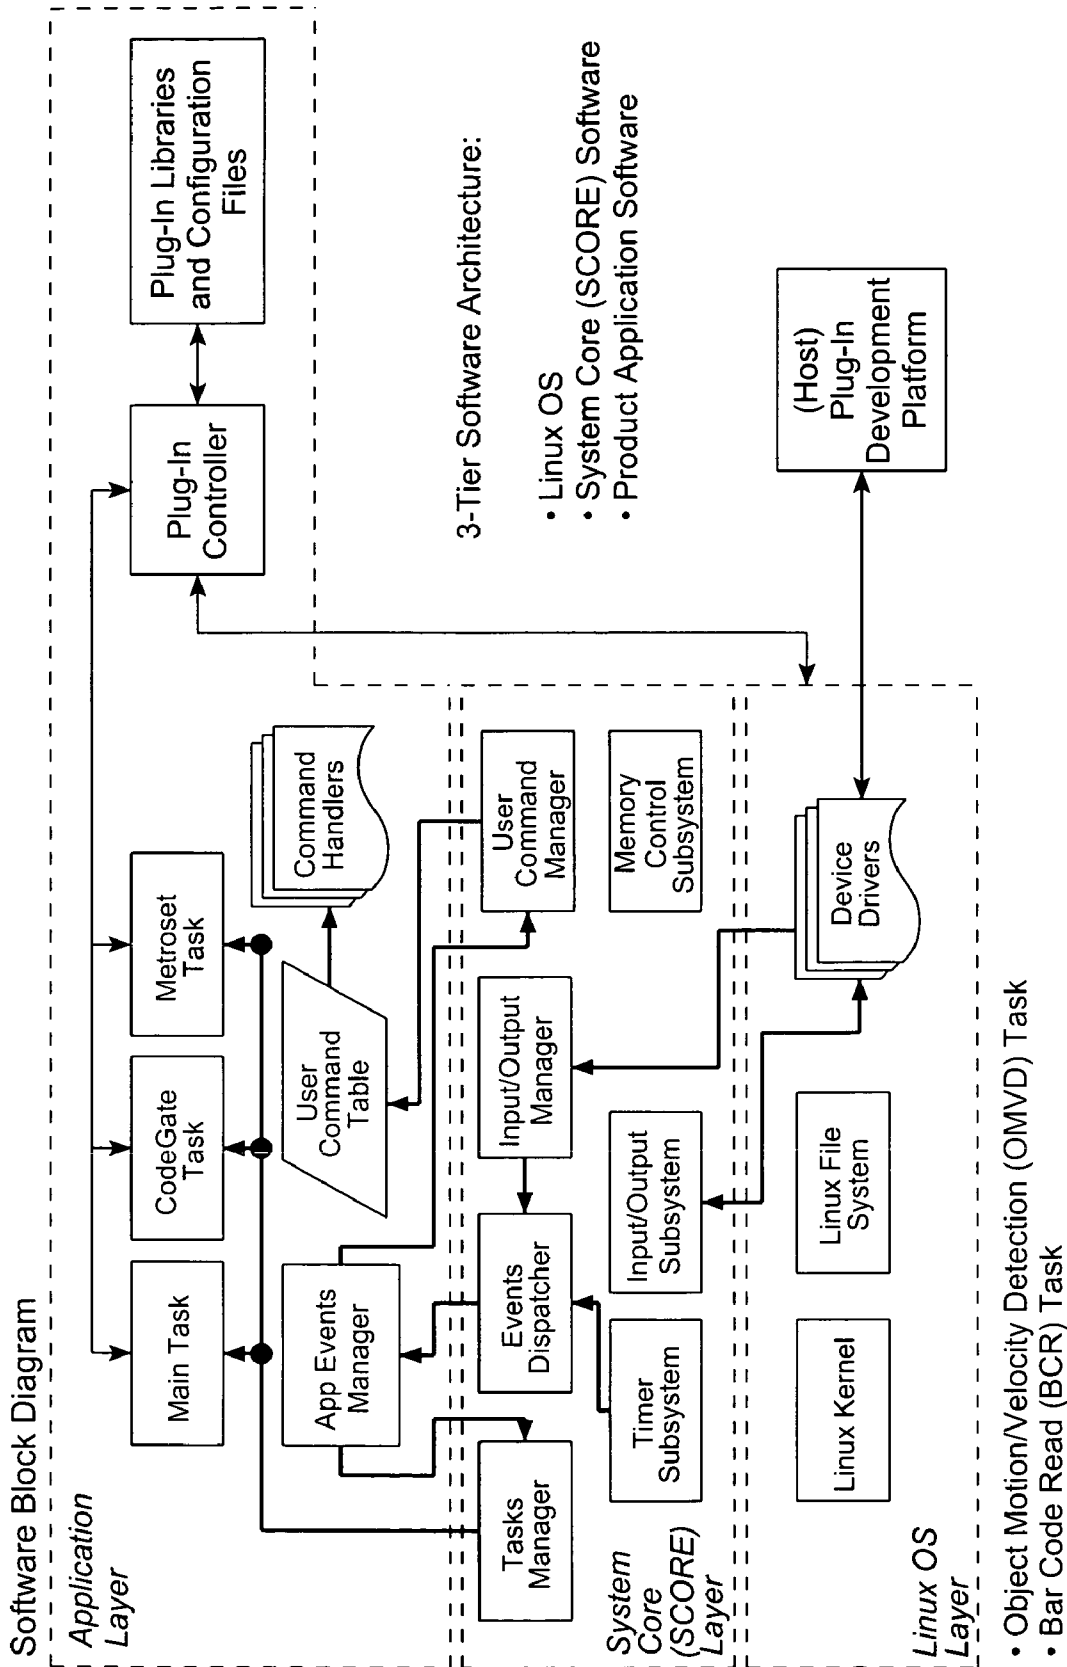 Software Block Diagram
Application
Layer
Main Task
CodeGate
Task
Metroset
Task
Plug-In
Controller
Plug-In Libraries
and Configuration
Files
App Events
Manager
User
Command
Table
Command
Handlers
3-Tier Software Architecture:
• Linux OS
• System Core (SCORE) Software
• Product Application Software
Tasks
Manager
Events
Dispatcher
Input/Output
Manager
User
Command
Manager
System
Core
(SCORE)
Layer
Timer
Subsystem
Input/Output
Subsystem
Memory
Control
Subsystem
Linux OS
Layer
Linux Kernel
Linux File
System
Device
Drivers
(Host)
Plug-In
Development
Platform
• Object Motion/Velocity Detection (OMVD) Task
• Bar Code Read (BCR) Task